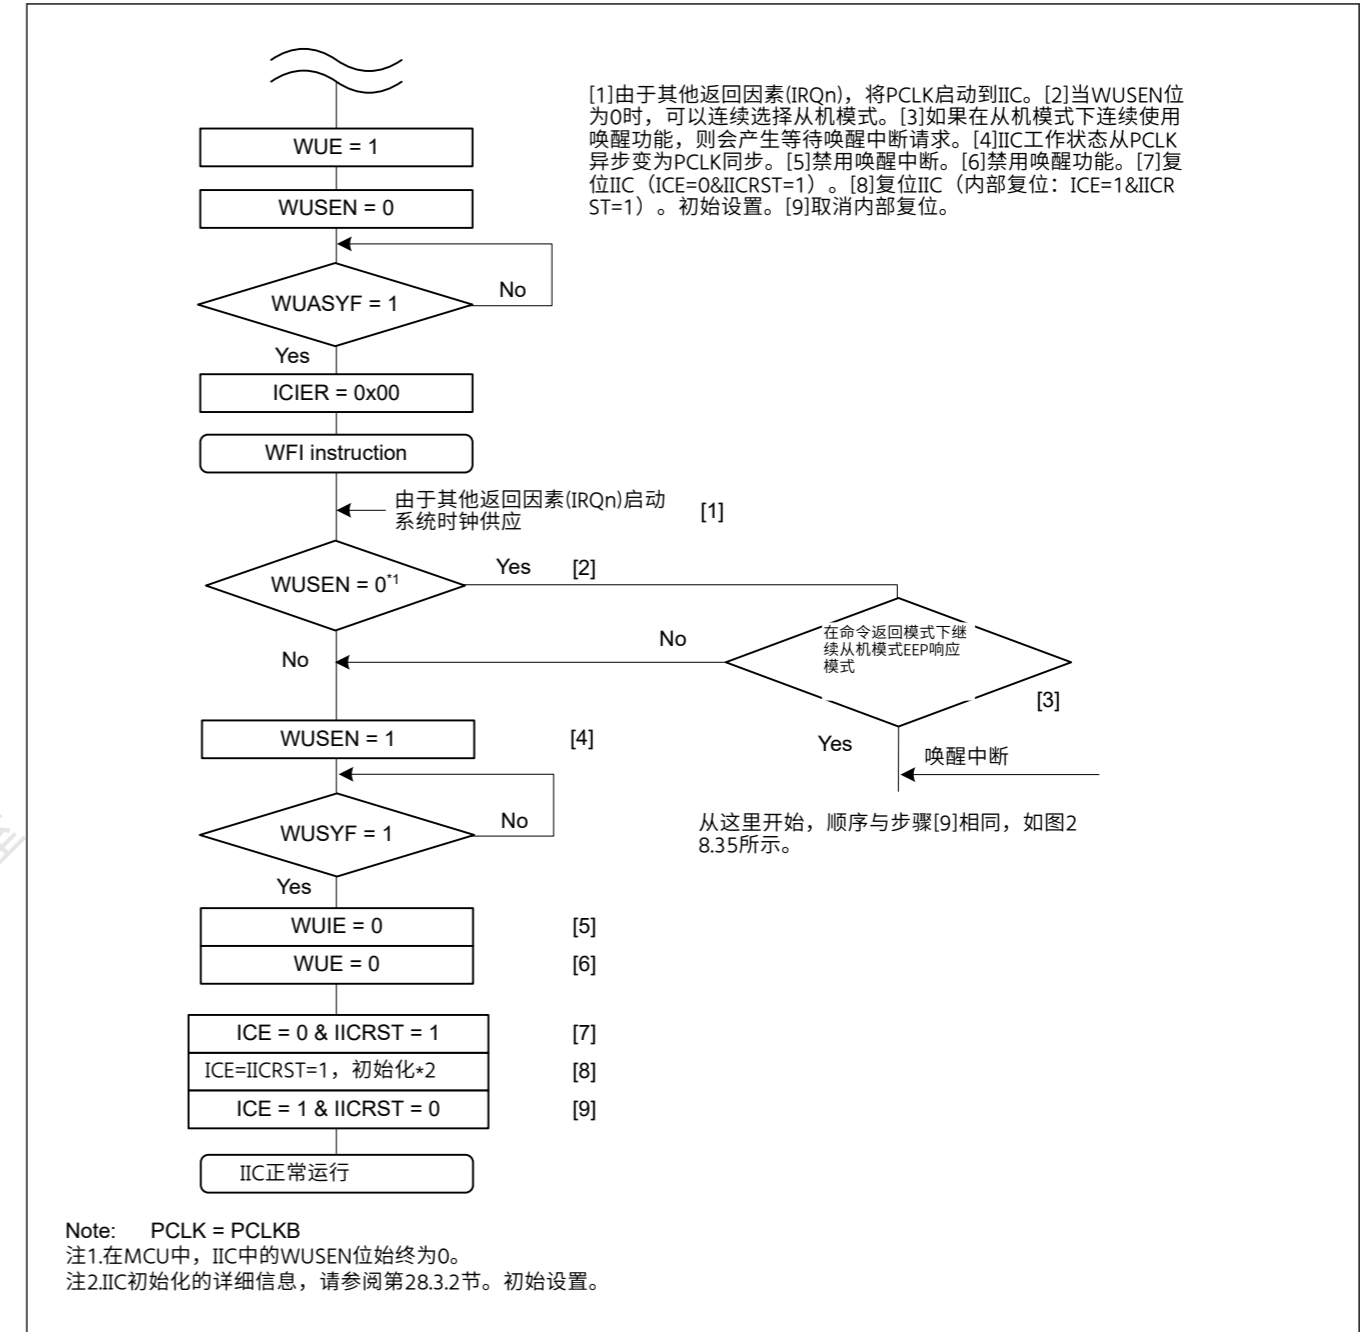 [1]由于其他返回因素(IRQn)，将PCLK启动到IIC。[2]当WUSEN位
为0时，可以连续选择从机模式。[3]如果在从机模式下连续使用
唤醒功能，则会产生等待唤醒中断请求。[4]IIC工作状态从PCLK
异步变为PCLK同步。[5]禁用唤醒中断。[6]禁用唤醒功能。[7]复
位IIC（ICE=0&IICRST=1）。[8]复位IIC（内部复位：ICE=1&IICR
ST=1）。初始设置。[9]取消内部复位。
WUE = 1
WUSEN = 0
WUASYF = 1
No
Yes
ICIER = 0x00
WFI instruction
由于其他返回因素(IRQn)启动
系统时钟供应
[1]
WUSEN = 0*1
Yes
[2]
在命令返回模式下继
续从机模式EEP响应
模式
No
No
[3]
Yes
唤醒中断
WUSEN = 1
[4]
从这里开始，顺序与步骤[9]相同，如图2
8.35所示。
WUSYF = 1
No
Yes
WUIE = 0
[5]
WUE = 0
[6]
ICE = 0 & IICRST = 1
[7]
ICE=IICRST=1，初始化*2
[8]
ICE = 1 & IICRST = 0
[9]
IIC正常运行
Note: PCLK = PCLKB
注1.在MCU中，IIC中的WUSEN位始终为0。
注2.IIC初始化的详细信息，请参阅第28.3.2节。初始设置。